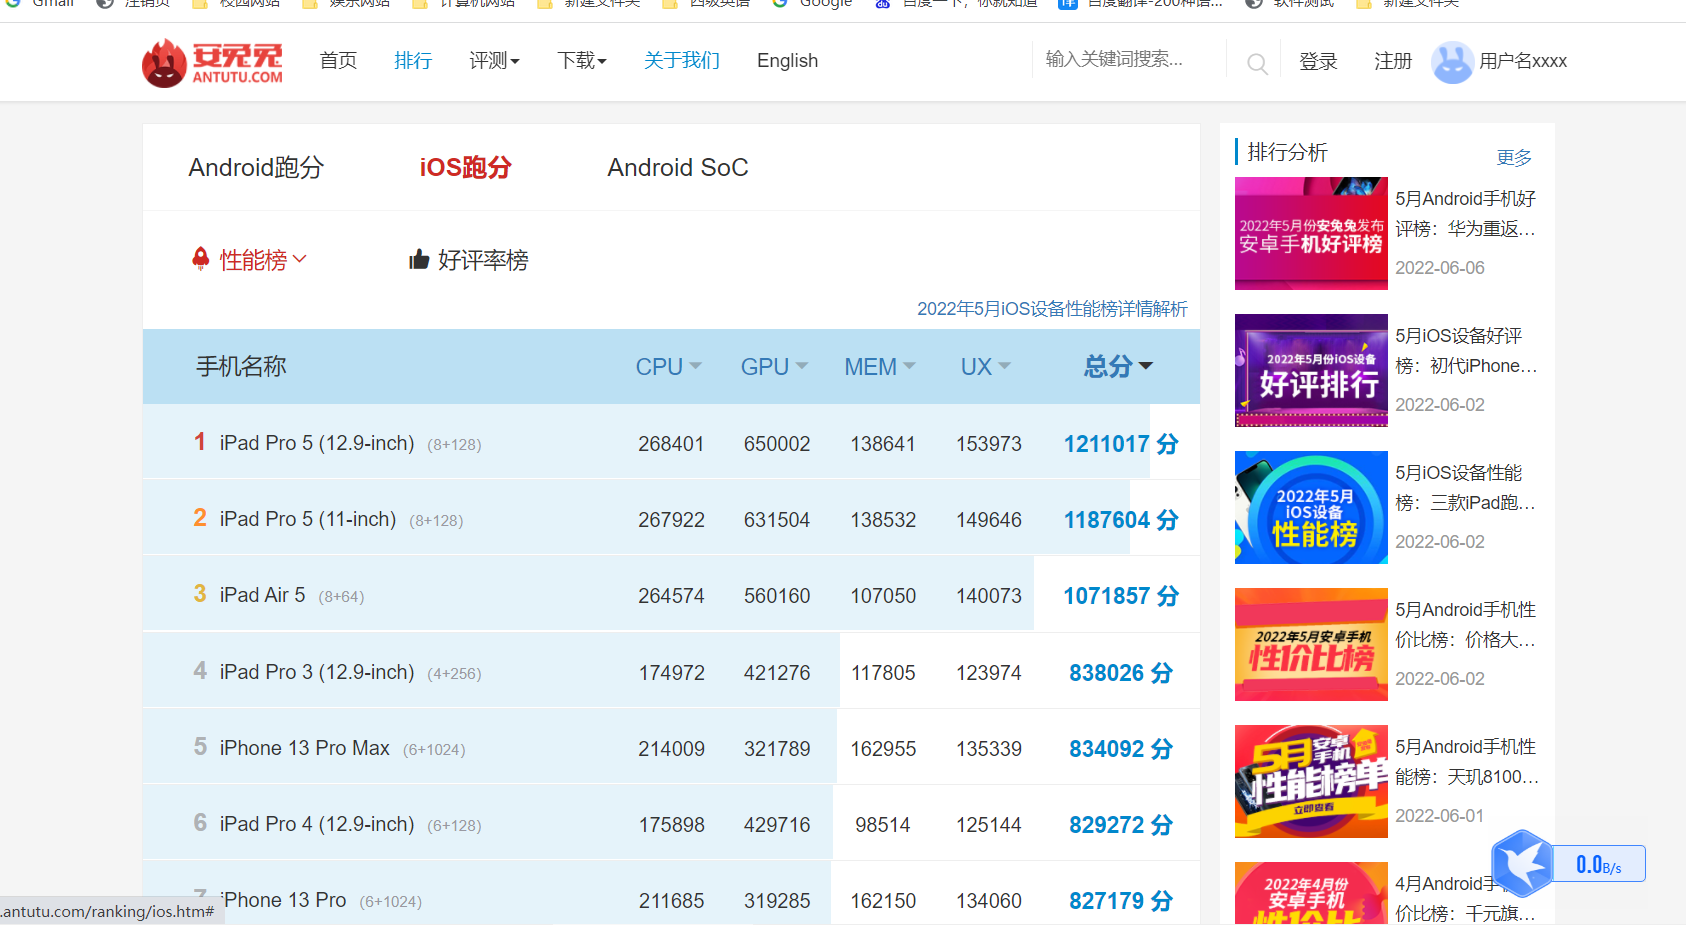 Gmail 注销页 校园网站 娱乐网站 计算机网站 新建文件夹 四级英语 Google 百度一下，你就知道 百度翻译-200种语... 软件测试 新建文件夹
安兔兔
ANTUTU.COM
首页 排行 评测 下载 关于我们 English 输入关键词搜索... 登录 注册 用户名xxxx
Android跑分 iOS跑分 Android SoC
性能榜 好评率榜
2022年5月iOS设备性能榜详情解析
手机名称 CPU GPU MEM UX 总分
1 iPad Pro 5 (12.9-inch) (8+128) 268401 650002 138641 153973 1211017 分
2 iPad Pro 5 (11-inch) (8+128) 267922 631504 138532 149646 1187604 分
3 iPad Air 5 (8+64) 264574 560160 107050 140073 1071857 分
4 iPad Pro 3 (12.9-inch) (4+256) 174972 421276 117805 123974 838026 分
5 iPhone 13 Pro Max (6+1024) 214009 321789 162955 135339 834092 分
6 iPad Pro 4 (12.9-inch) (6+128) 175898 429716 98514 125144 829272 分
7 iPhone 13 Pro (6+1024) 211685 319285 162150 134060 827179 分
.antutu.com/ranking/ios.htm#
排行分析 更多
2022年5月份安兔兔发布
安卓手机好评榜
5月Android手机好
评榜：华为重返...
2022-06-06
2022年5月份iOS设备
好评排行
5月iOS设备好评
榜：初代iPhone...
2022-06-02
2022年5月
iOS设备
性能榜
5月iOS设备性能
榜：三款iPad跑...
2022-06-02
2022年5月安卓手机
性价比榜
5月Android手机性
价比榜：价格大...
2022-06-02
5月 安卓
手机
性能榜单
立即查看
5月Android手机性
能榜：天玑8100...
2022-06-01
2022年4月份
安卓手机
性价比
4月Android手
价比榜：千元旗...
0.0B/s